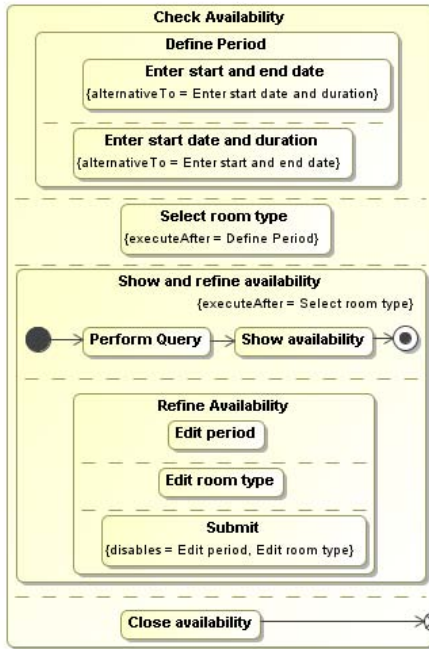 Check Availability
Define Period
Enter start and end date
{alternativeTo = Enter start date and duration}
Enter start date and duration
{alternativeTo = Enter start and end date}
Select room type
{executeAfter = Define Period}
Show and refine availability
{executeAfter = Select room type}
Perform Query
Show availability
Refine Availability
Edit period
Edit room type
Submit
{disables = Edit period, Edit room type}
Close availability